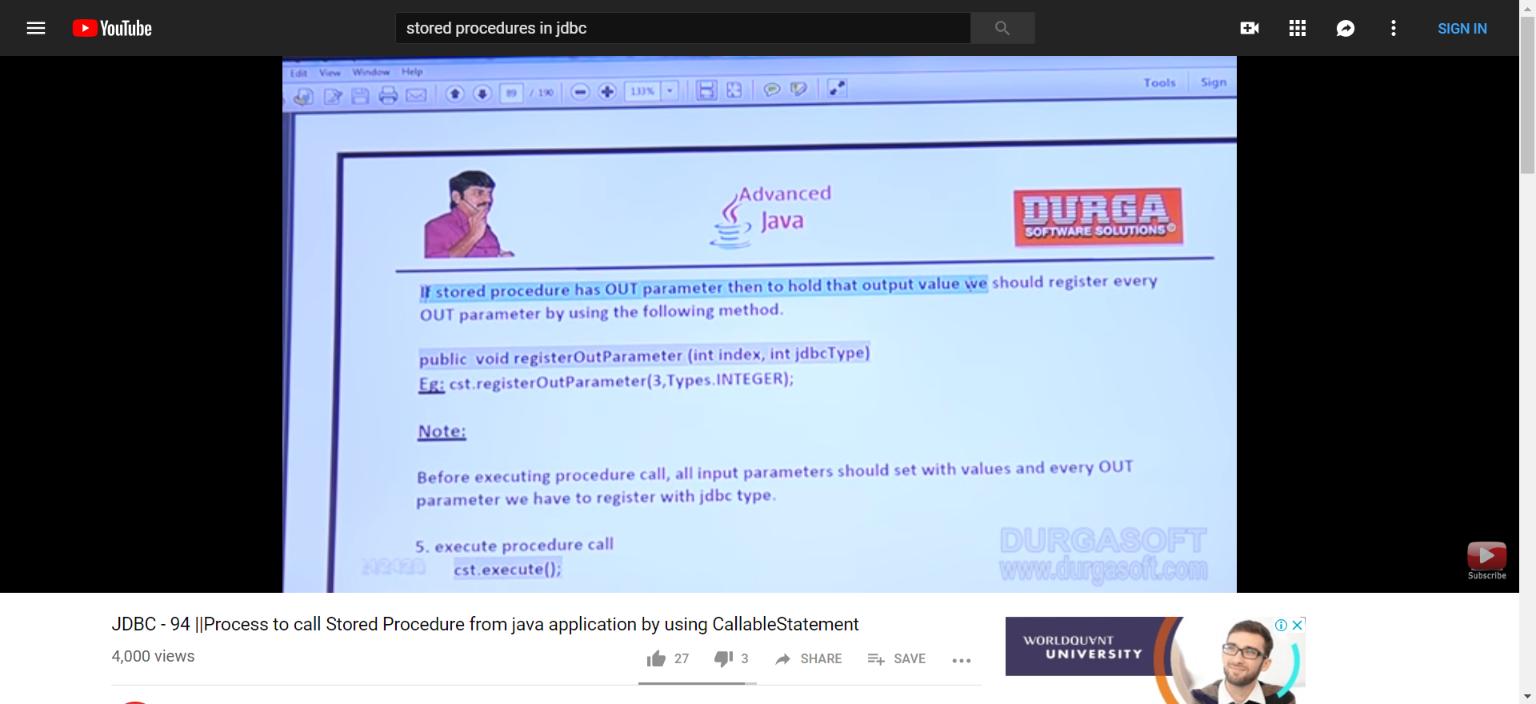 YouTube
stored procedures in jdbc
SIGN IN
Edit View Window Help
89 / 190
133%
Tools
Sign
Advanced
Java
DURGA
SOFTWARE SOLUTIONS®
If stored procedure has OUT parameter then to hold that output value we should register every
OUT parameter by using the following method.
public void registerOutParameter (int index, int jdbcType)
Eg: cst.registerOutParameter(3,Types.INTEGER);
Note:
Before executing procedure call, all input parameters should set with values and every OUT
parameter we have to register with jdbc type.
5. execute procedure call
cst.execute();
DURGASOFT
www.durgasoft.com
Subscribe
JDBC - 94 ||Process to call Stored Procedure from java application by using CallableStatement
4,000 views
27
3
SHARE
SAVE
WORLDQUVNT
UNIVERSITY